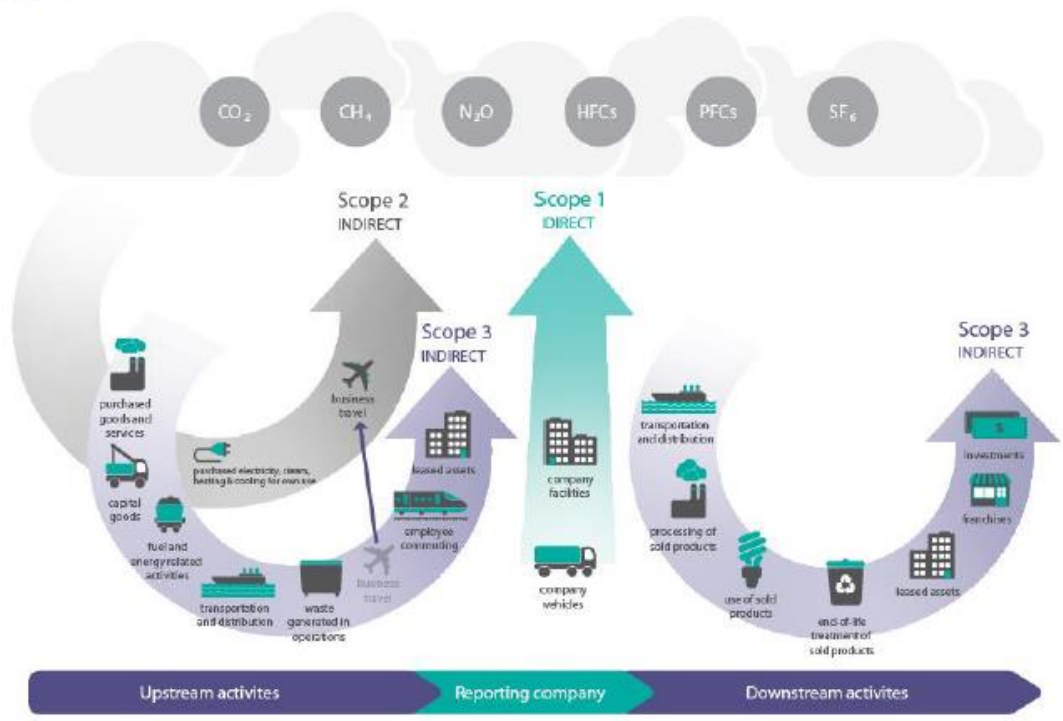 CO2
CH4
N2O
HFCs
PFCs
SF6
Scope 2
INDIRECT
Scope 1
DIRECT
Scope 3
INDIRECT
Scope 3
INDIRECT
purchased
goods and
services
capital
goods
fuel and
energy related
activities
transportation
and distribution
waste
generated in
operations
business
travel
purchased electricity, steam,
heating & cooling for own use
business
travel
employee
commuting
leased assets
company
facilities
company
vehicles
transportation
and distribution
processing of
sold products
use of sold
products
end-of-life
treatment of
sold products
leased assets
franchises
investments
$
Upstream activites
Reporting company
Downstream activites